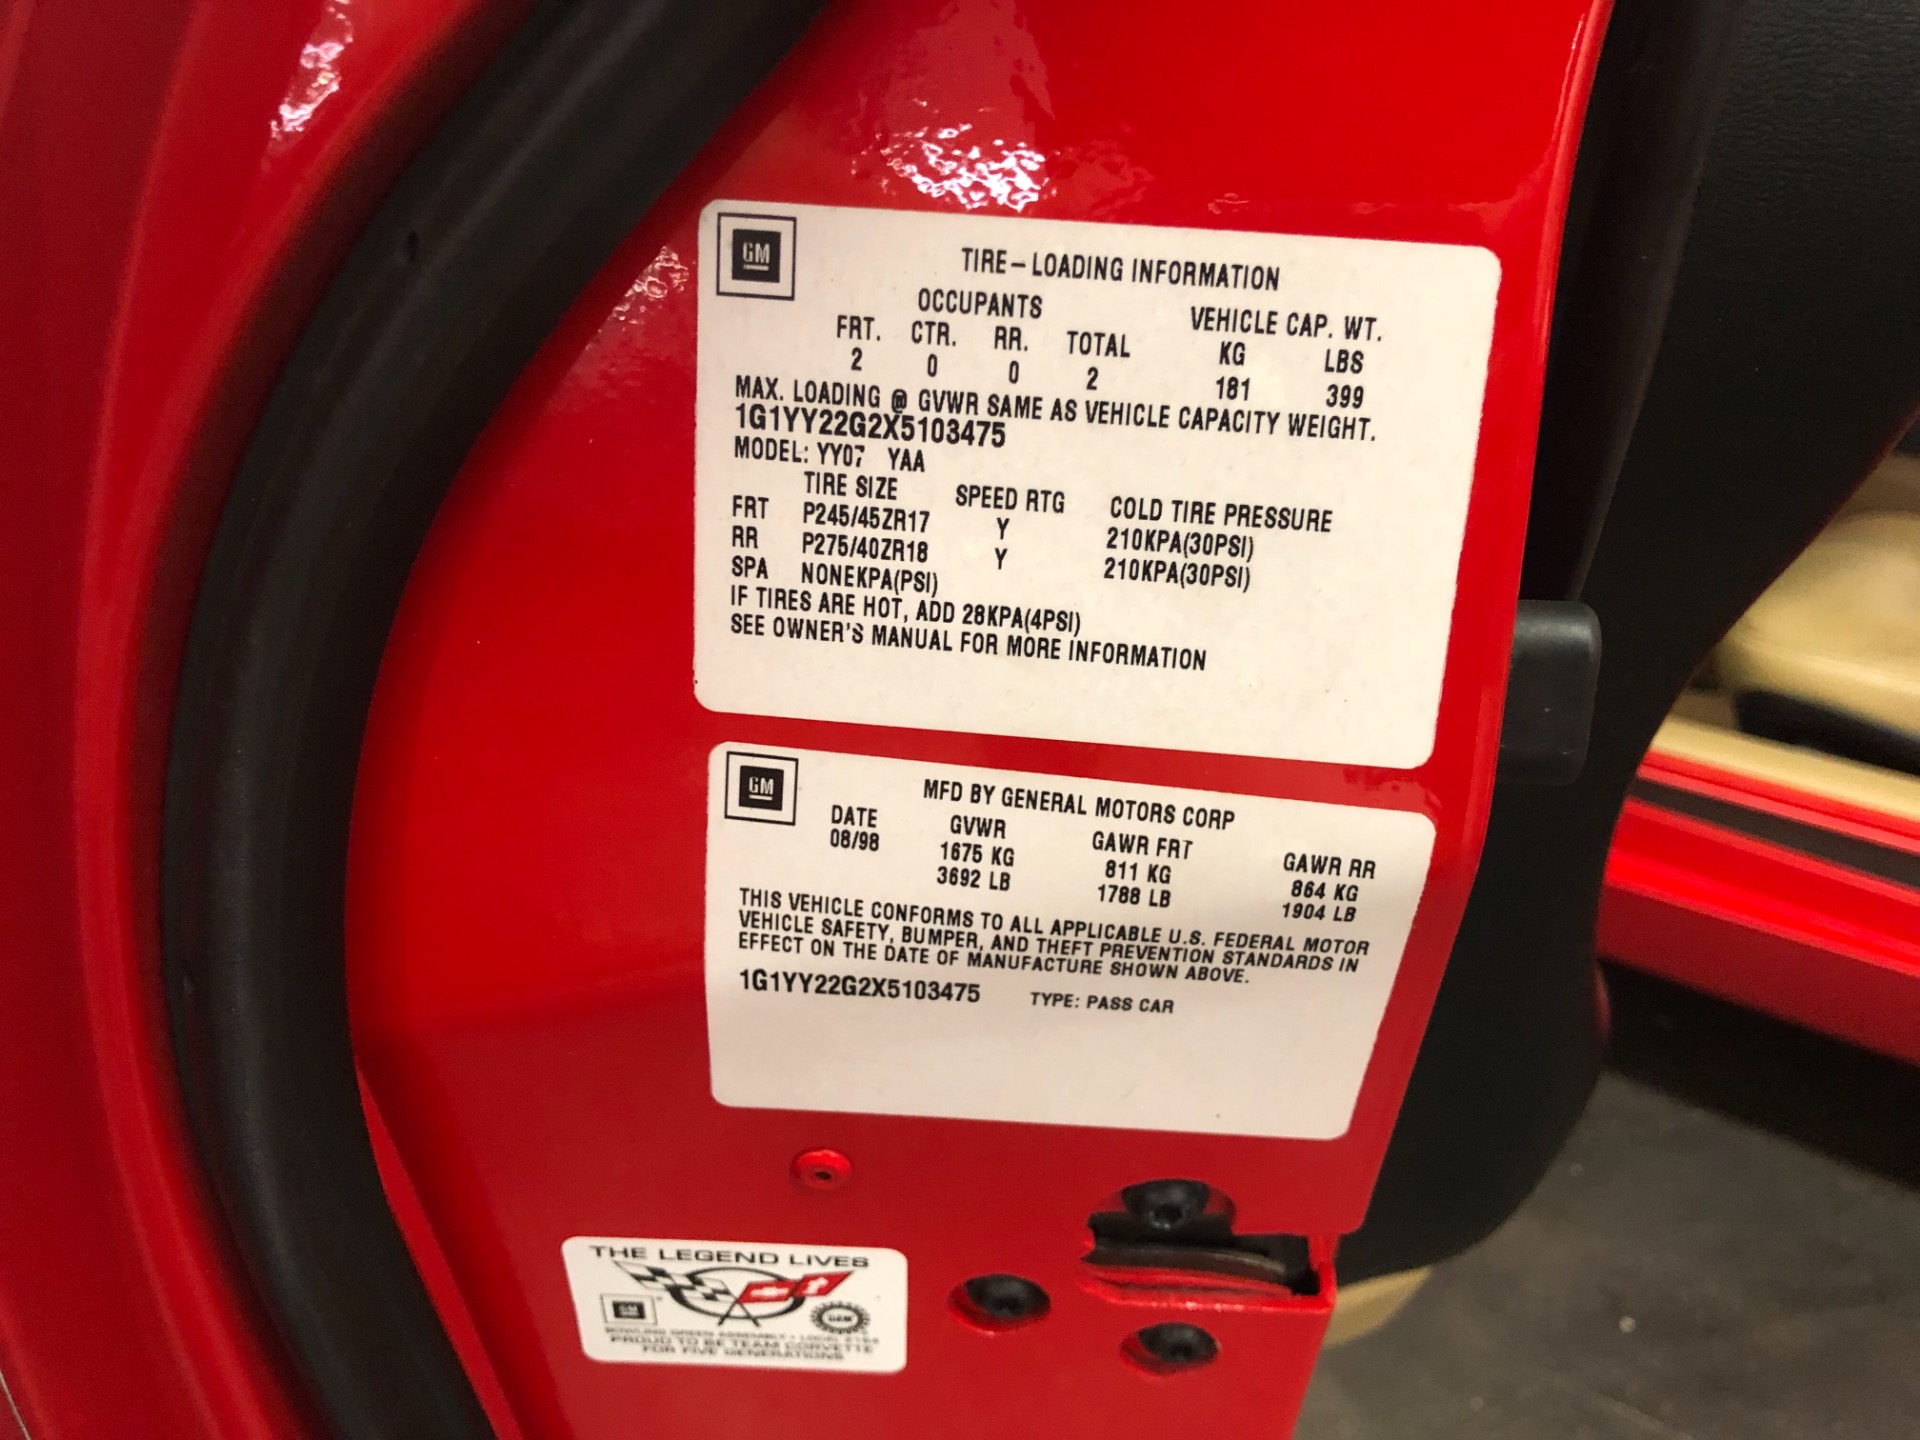 GM
TIRE-LOADING INFORMATION
OCCUPANTS VEHICLE CAP. WT.
FRT. CTR. RR. TOTAL KG LBS
2 0 0 2 181 399
MAX. LOADING @ GVWR SAME AS VEHICLE CAPACITY WEIGHT.
1G1YY22G2X5103475
MODEL: YY07 YAA
TIRE SIZE SPEED RTG COLD TIRE PRESSURE
FRT P245/45ZR17 Y 210KPA(30PSI)
RR P275/40ZR18 Y 210KPA(30PSI)
SPA NONEKPA(PSI)
IF TIRES ARE HOT, ADD 28KPA(4PSI)
SEE OWNER'S MANUAL FOR MORE INFORMATION
GM
MFD BY GENERAL MOTORS CORP
DATE GVWR GAWR FRT GAWR RR
08/98 1675 KG 811 KG 864 KG
3692 LB 1788 LB 1904 LB
THIS VEHICLE CONFORMS TO ALL APPLICABLE U.S. FEDERAL MOTOR
VEHICLE SAFETY, BUMPER, AND THEFT PREVENTION STANDARDS IN
EFFECT ON THE DATE OF MANUFACTURE SHOWN ABOVE.
1G1YY22G2X5103475 TYPE: PASS CAR
THE LEGEND LIVES
GM
BOWLING GREEN ASSEMBLY • LOCAL 2164
PROUD TO BE TEAM CORVETTE
FOR FIVE GENERATIONS